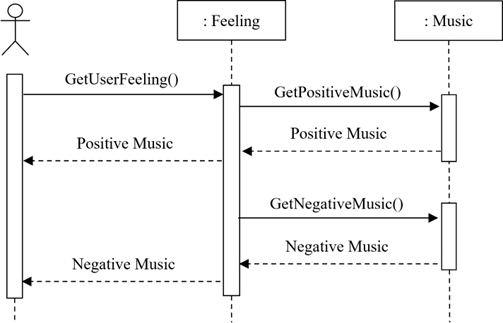 : Feeling
: Music
GetUserFeeling()
GetPositiveMusic()
Positive Music
Positive Music
GetNegativeMusic()
Negative Music
Negative Music